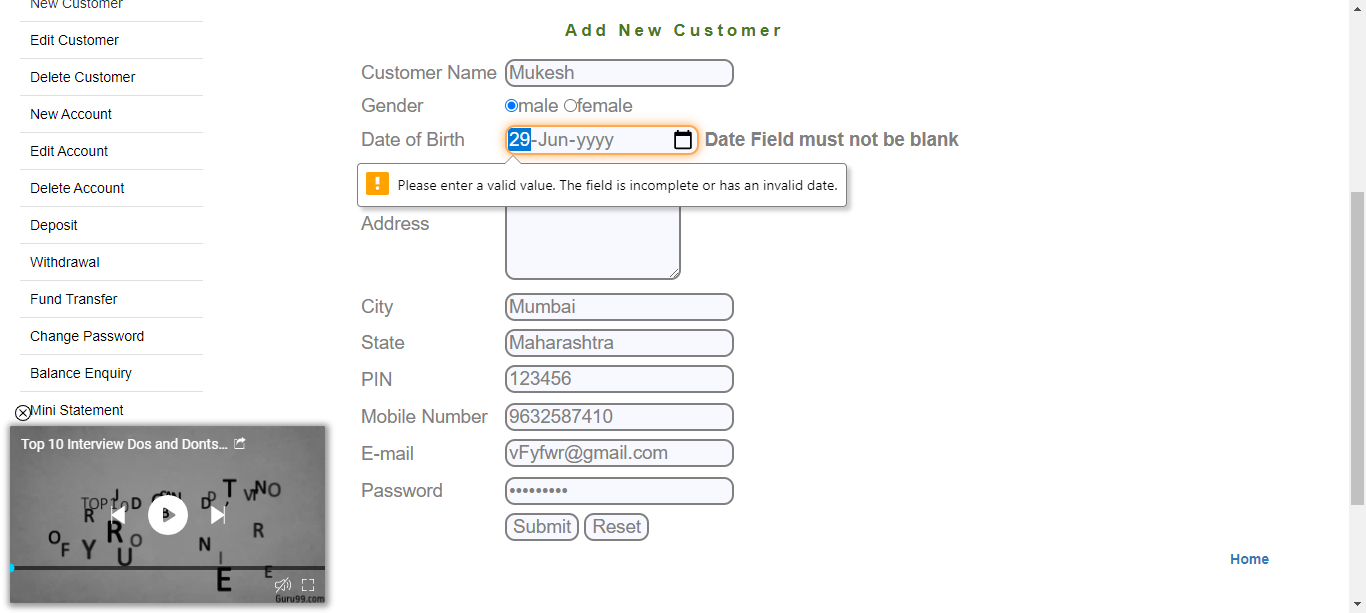 New Customer
Edit Customer
Delete Customer
New Account
Edit Account
Delete Account
Deposit
Withdrawal
Fund Transfer
Change Password
Balance Enquiry
Mini Statement
Add New Customer
Customer Name Mukesh
Gender male female
Date of Birth 29-Jun-yyyy Date Field must not be blank
! Please enter a valid value. The field is incomplete or has an invalid date.
Address
City Mumbai
State Maharashtra
PIN 123456
Mobile Number 9632587410
E-mail vFyfwr@gmail.com
Password •••••••••
Submit Reset
Home
Top 10 Interview Dos and Donts...
Guru99.com